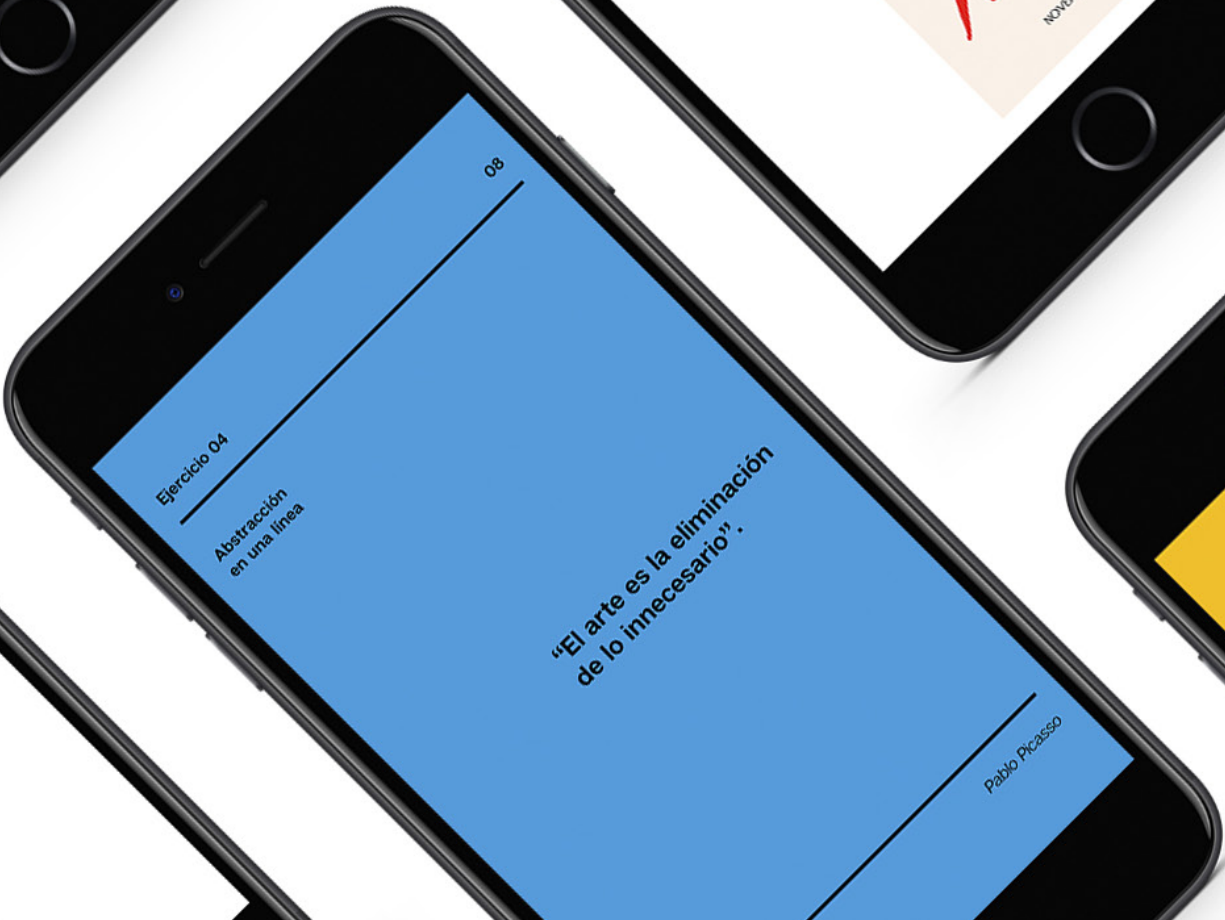 Ejercicio 04
08
Abstracción
en una línea
“El arte es la eliminación
de lo innecesario”.
Pablo Picasso